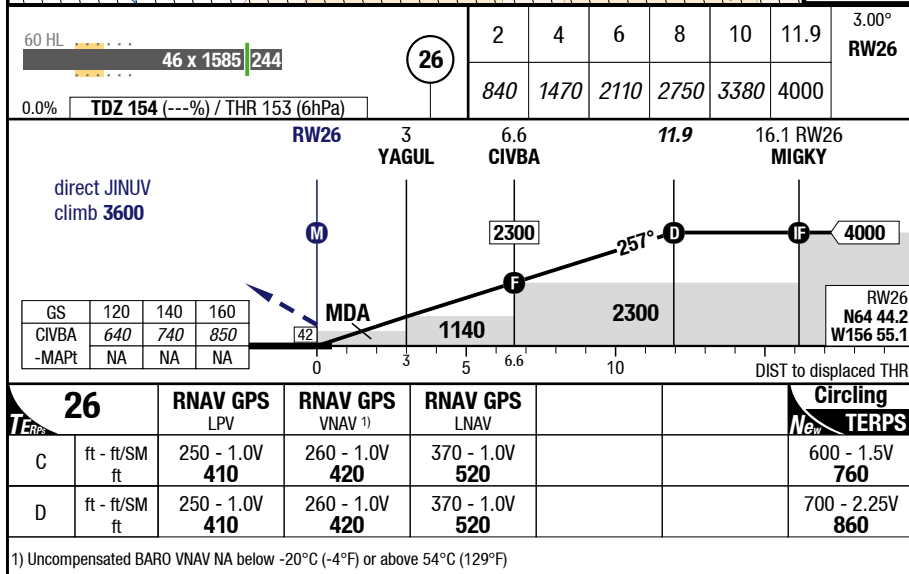 60 HL
46 x 1585 244
0.0% TDZ 154 (---%) / THR 153 (6hPa)
26
2 4 6 8 10 11.9 3.00° RW26
840 1470 2110 2750 3380 4000
RW26 3 YAGUL 6.6 CIVBA 11.9 16.1 RW26 MIGKY
direct JINUV
climb 3600
M 2300 257° D IF 4000
F
MDA 1140 2300
42
GS 120 140 160
CIVBA 640 740 850
-MAPt NA NA NA
RW26
N64 44.2
W156 55.1
0 3 5 6.6 10 DIST to displaced THR
TERPS 26 RNAV GPS LPV RNAV GPS VNAV 1) RNAV GPS LNAV Circling New TERPS
C ft - ft/SM 250 - 1.0V 260 - 1.0V 370 - 1.0V 600 - 1.5V
ft 410 420 520 760
D ft - ft/SM 250 - 1.0V 260 - 1.0V 370 - 1.0V 700 - 2.25V
ft 410 420 520 860
1) Uncompensated BARO VNAV NA below -20°C (-4°F) or above 54°C (129°F)